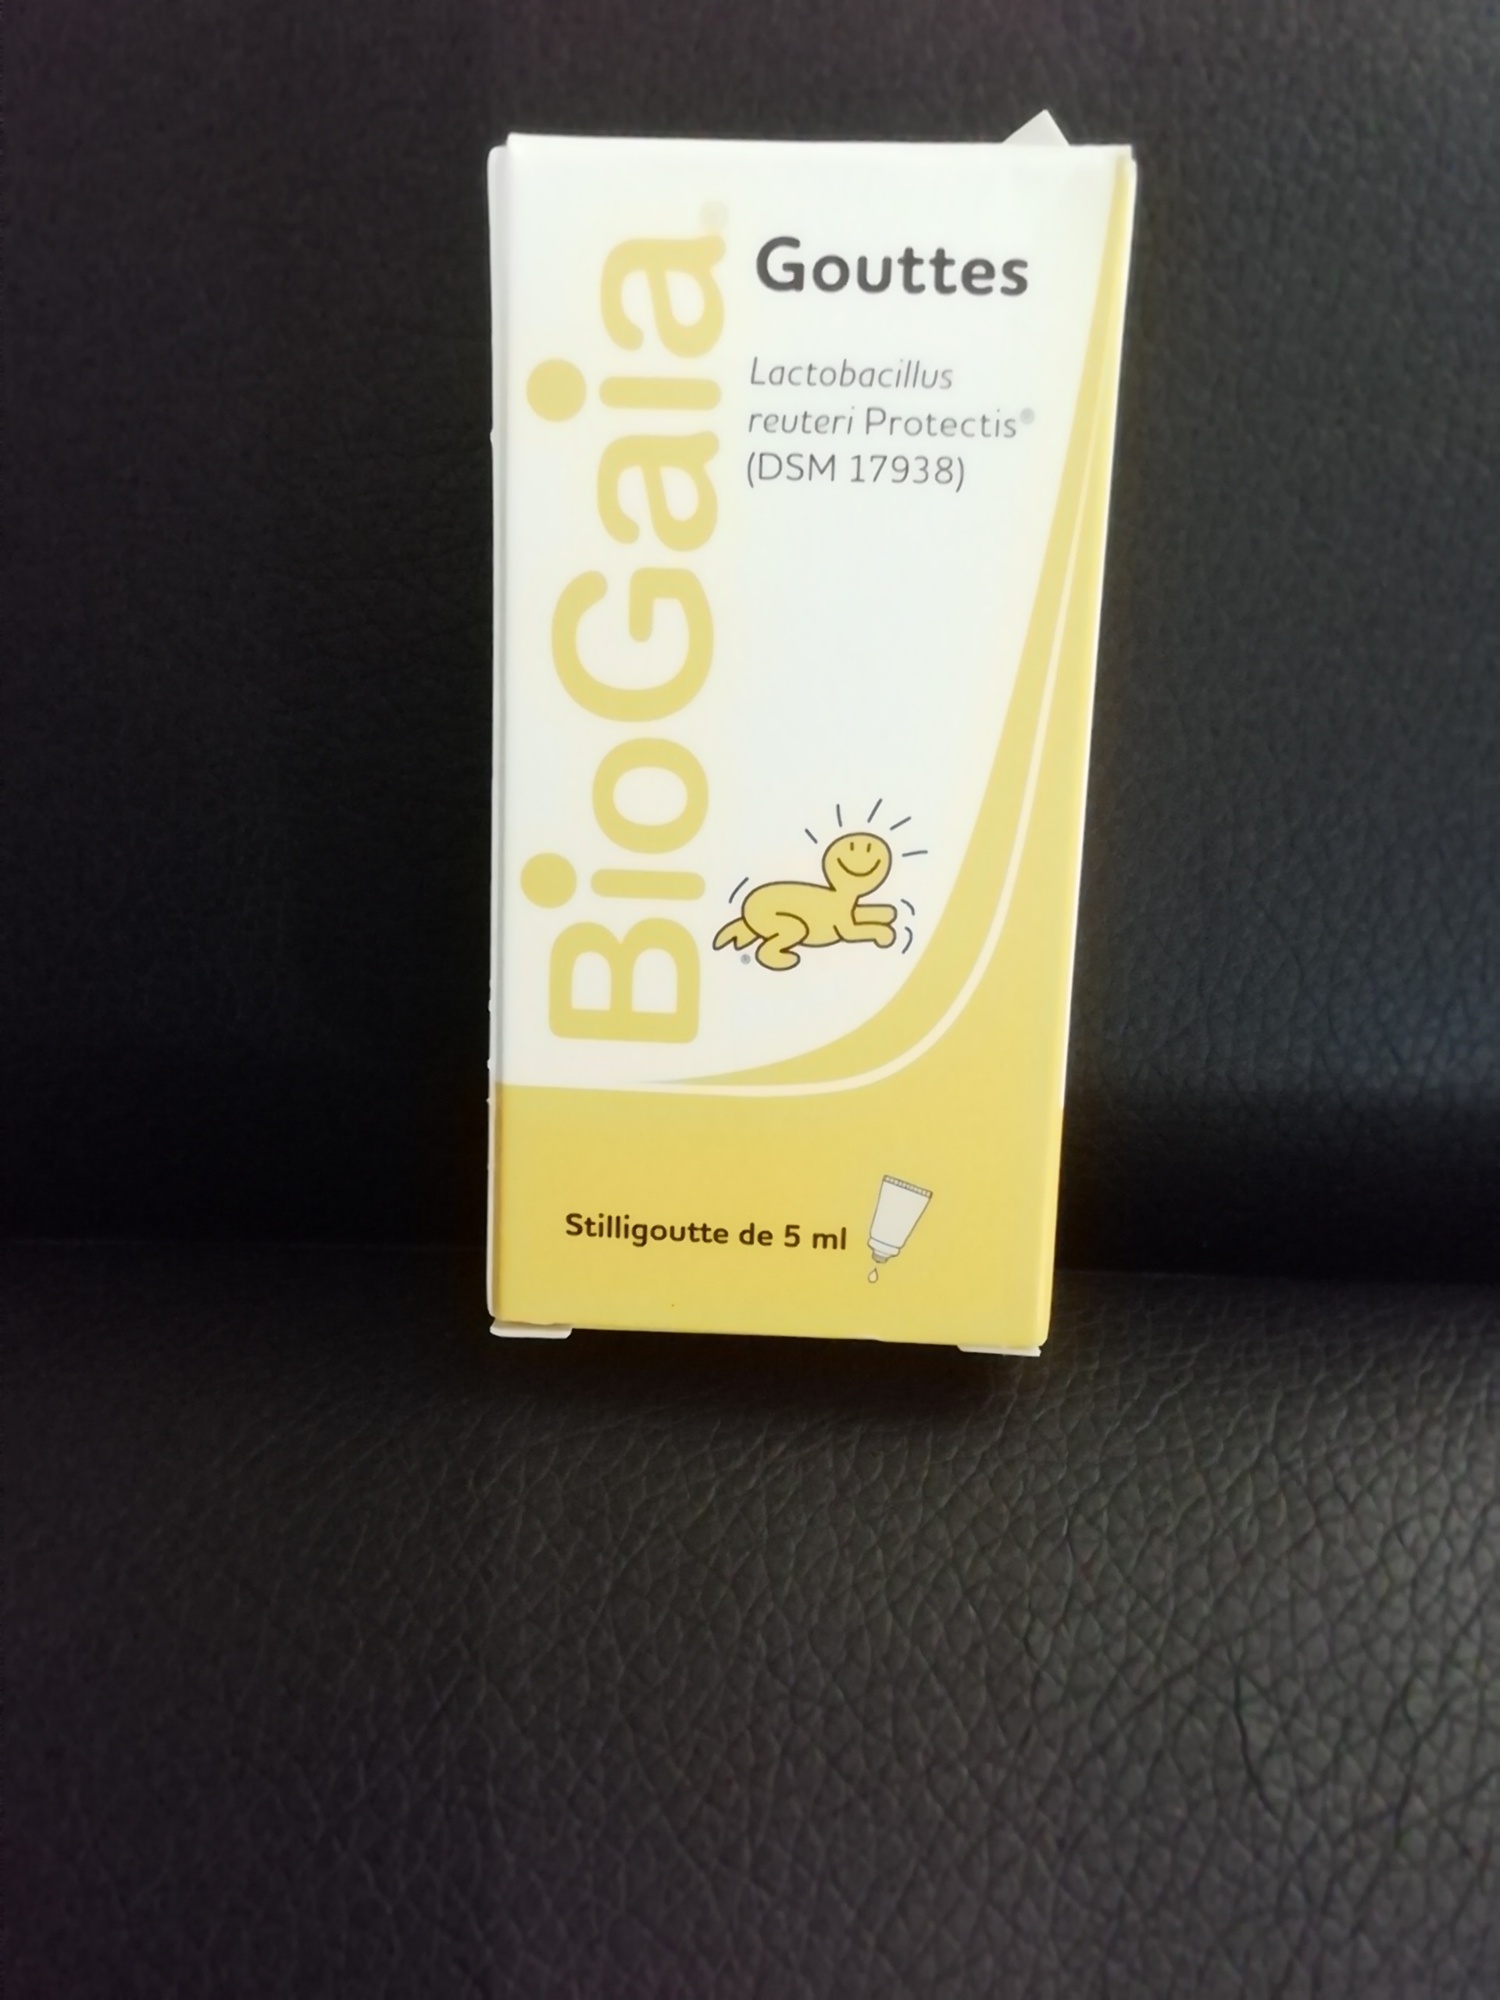 BioGaia®
Gouttes
Lactobacillus
reuteri Protectis®
(DSM 17938)
®
Stilligoutte de 5 ml